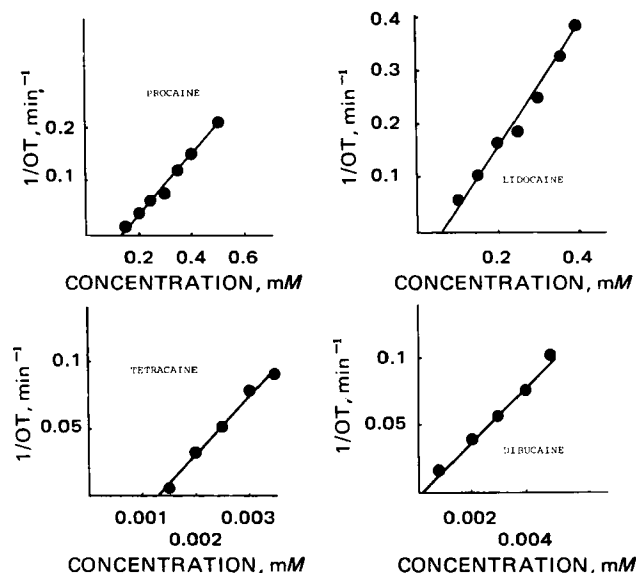 1/OT, min⁻¹
PROCAINE
0.2
0.1
0.2 0.4 0.6
CONCENTRATION, mM
1/OT, min⁻¹
0.4
0.3
0.2
0.1
LIDOCAINE
0.2 0.4
CONCENTRATION, mM
1/OT, min⁻¹
TETRACAINE
0.1
0.05
0.001 0.003
0.002
CONCENTRATION, mM
1/OT, min⁻¹
0.1
0.05
DIBUCAINE
0.002
0.004
CONCENTRATION, mM